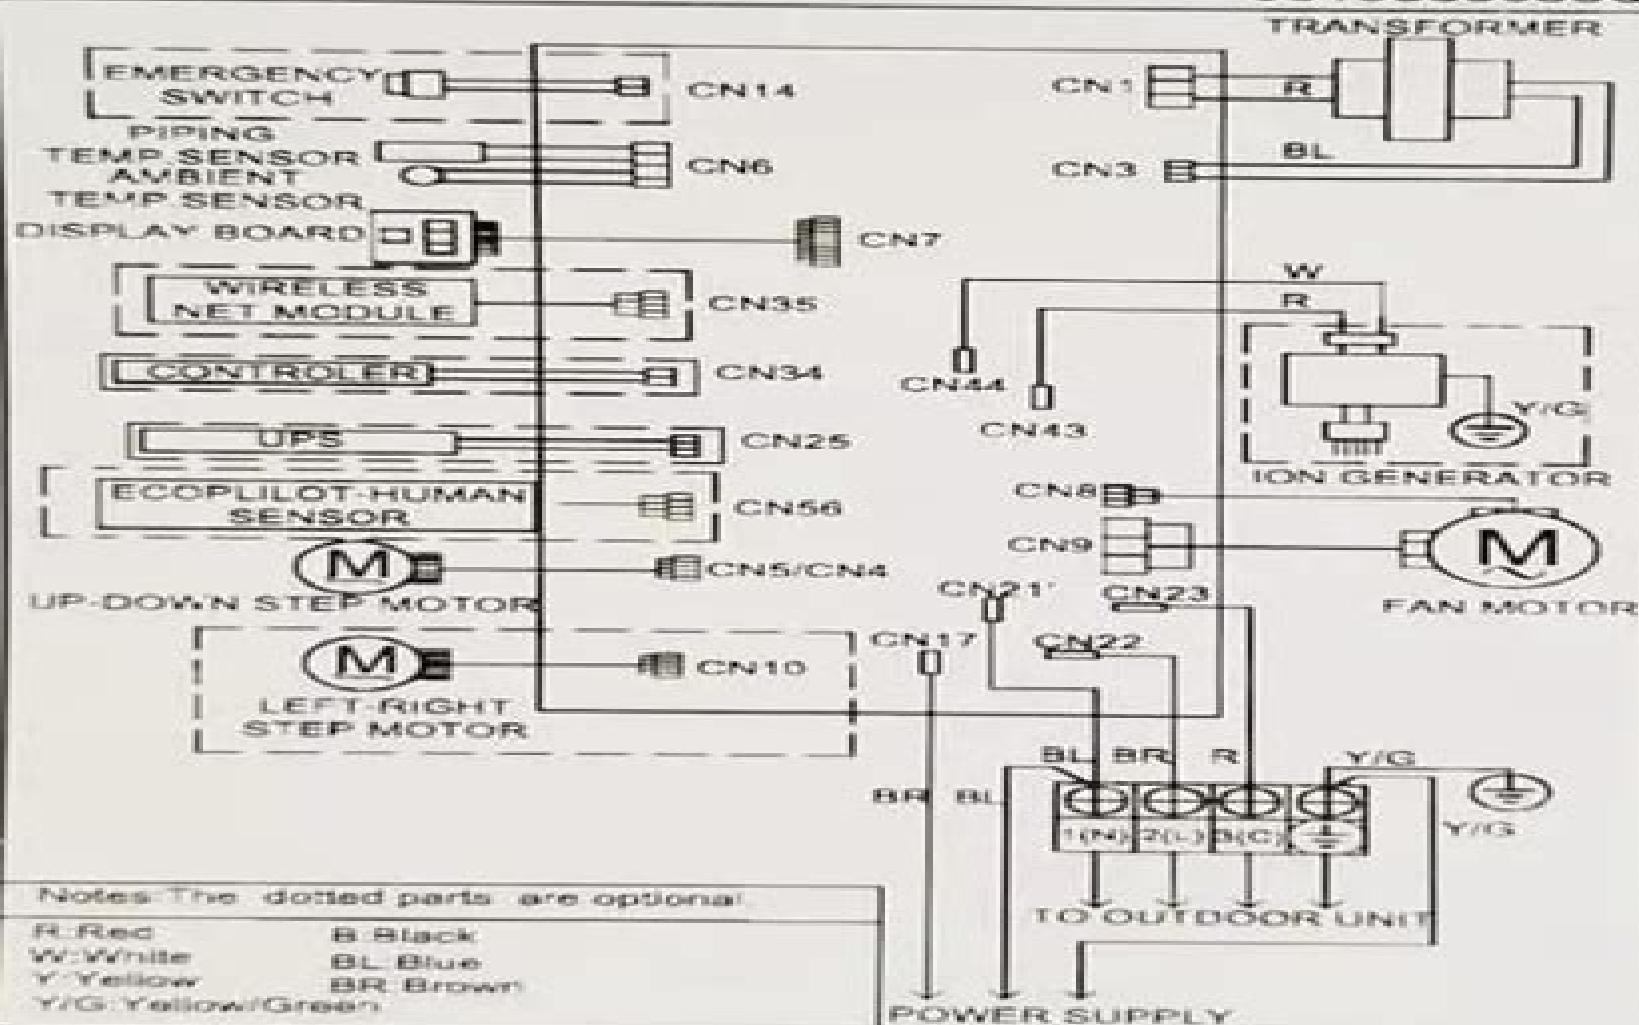 TRANSFORMER
EMERGENCY
SWITCH
CN14
CN1
R
PIPING
TEMP.SENSOR
AMBIENT
TEMP.SENSOR
CN6
CN3
BL
DISPLAY BOARD
CN7
WIRELESS
NET MODULE
CN35
W
R
CONTROLER
CN34
CN44
CN43
Y/G
UPS
CN25
ION GENERATOR
ECOPLILOT-HUMAN
SENSOR
CN56
CN8
M
CN5/CN4
CN9
M
UP-DOWN STEP MOTOR
CN21
CN23
FAN MOTOR
M
CN10
CN17
CN22
LEFT-RIGHT
STEP MOTOR
BL BR R Y/G
BR BL
1(N) 2(L) 3(C)
Y/G
TO OUTDOOR UNIT
Notes:The dotted parts are optional
R:Red B:Black
W:White BL:Blue
Y:Yellow BR:Brown
Y/G:Yellow/Green
POWER SUPPLY